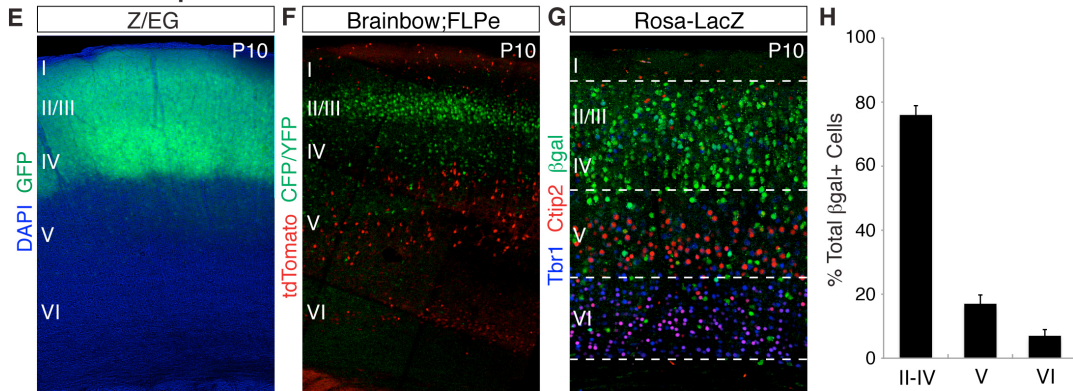 E Z/EG
P10
I
II/III
IV
V
VI
DAPI GFP
F Brainbow;FLPe
I
II/III
IV
V
VI
tdTomato CFP/YFP
G Rosa-LacZ
P10
I
II/III
IV
V
VI
Tbr1 Ctip2 βgal
H
% Total βgal+ Cells
100
80
60
40
20
0
II-IV V VI